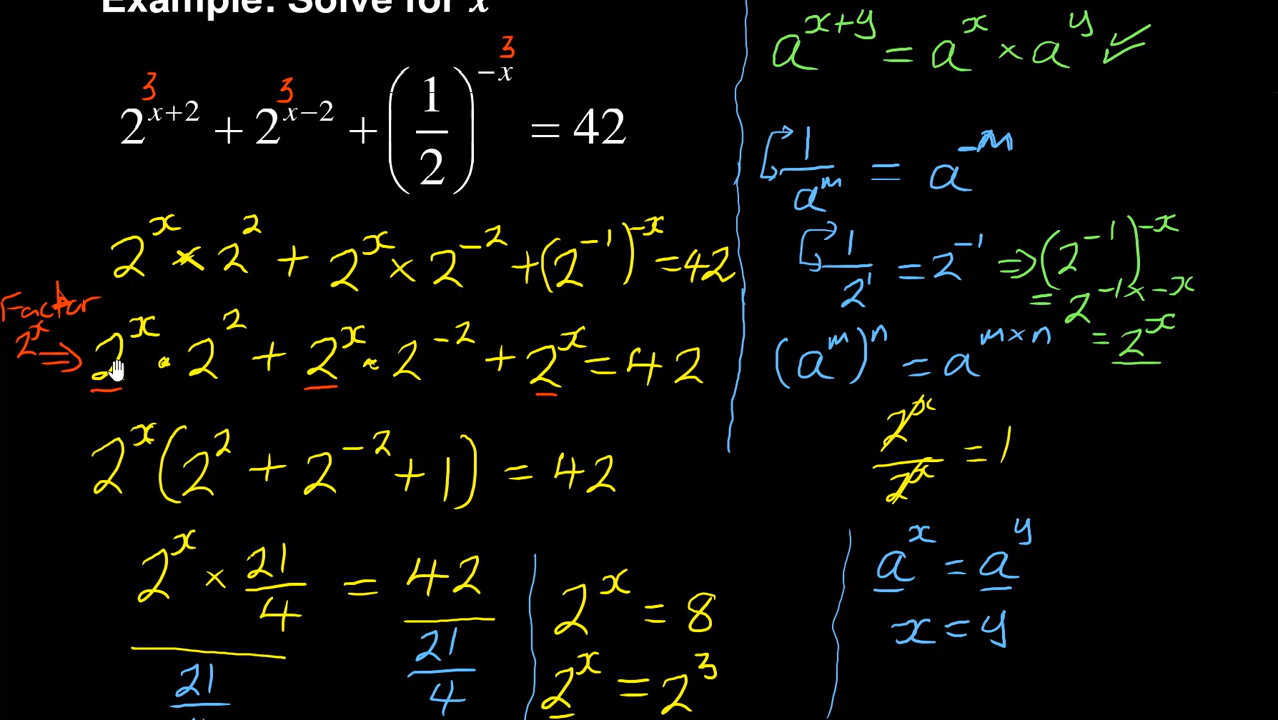 Example: Solve for x
3 3 3
2^{x+2} + 2^{x−2} + (1/2)^{−x} = 42
2^x × 2^2 + 2^x × 2^{−2} + (2^{−1})^{−x} = 42
Factor
2^x ⇒ 2^x · 2^2 + 2^x · 2^{−2} + 2^x = 42
2^x (2^2 + 2^{−2} + 1) = 42
2^x × 21/4 = 42
21/4
21
2^x = 8
2^x = 2^3
a^{x+y} = a^x × a^y ✓
1/a^m = a^{−m}
1/2^1 = 2^{−1} ⇒ (2^{−1})^{−x}
= 2^{−1×−x}
= 2^x
(a^m)^n = a^{m×n}
2^x/2^x = 1
a^x = a^y
x = y